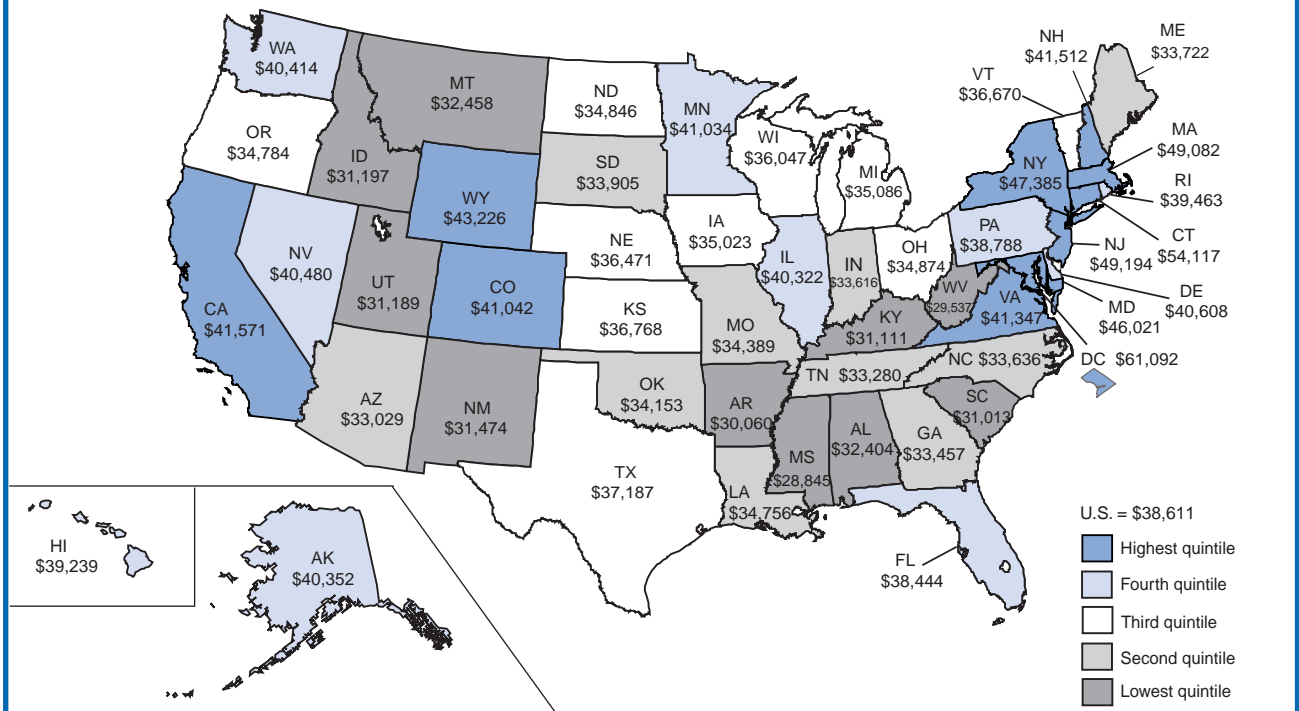 WA
$40,414
MT
$32,458
ND
$34,846
MN
$41,034
OR
$34,784
ID
$31,197
WY
$43,226
SD
$33,905
WI
$36,047
MI
$35,086
NH
$41,512
ME
$33,722
VT
$36,670
NY
$47,385
MA
$49,082
RI
$39,463
CT
$54,117
NJ
$49,194
DE
$40,608
MD
$46,021
DC $61,092
PA
$38,788
NV
$40,480
UT
$31,189
CO
$41,042
CA
$41,571
NE
$36,471
IA
$35,023
IL
$40,322
IN
$33,616
OH
$34,874
WV
$29,537
VA
$41,347
KS
$36,768
MO
$34,389
KY
$31,111
NC $33,636
TN $33,280
AZ
$33,029
NM
$31,474
OK
$34,153
AR
$30,060
SC
$31,013
MS
$28,845
AL
$32,404
GA
$33,457
TX
$37,187
LA
$34,756
FL
$38,444
HI
$39,239
AK
$40,352
U.S. = $38,611
Highest quintile
Fourth quintile
Third quintile
Second quintile
Lowest quintile